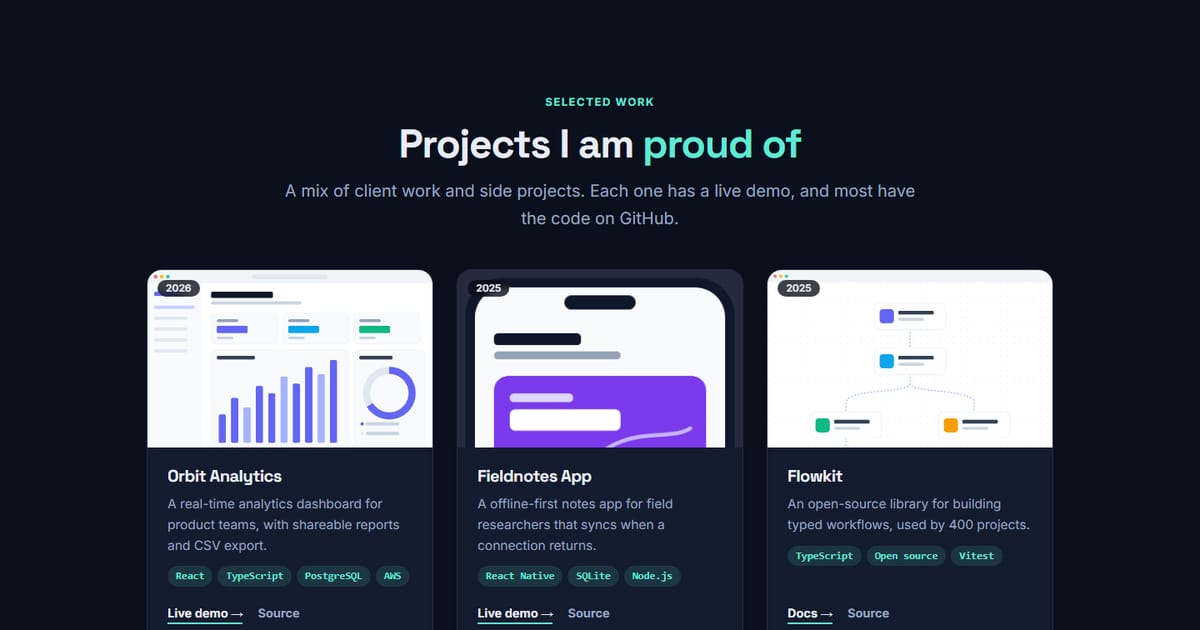 SELECTED WORK
Projects I am proud of
A mix of client work and side projects. Each one has a live demo, and most have
the code on GitHub.
2026
Orbit Analytics
A real-time analytics dashboard for
product teams, with shareable reports
and CSV export.
React TypeScript PostgreSQL AWS
Live demo → Source
2025
Fieldnotes App
A offline-first notes app for field
researchers that syncs when a
connection returns.
React Native SQLite Node.js
Live demo → Source
2025
Flowkit
An open-source library for building
typed workflows, used by 400 projects.
TypeScript Open source Vitest
Docs → Source